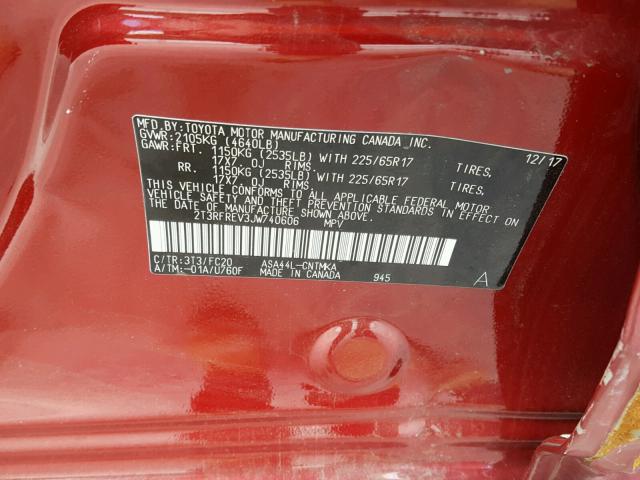 MFD.BY:TOYOTA MOTOR MANUFACTURING CANADA INC. 12/17
GVWR:2105KG (4640LB)
GAWR:FRT. 1150KG (2535LB) WITH 225/65R17 TIRES,
17X7 OJ RIMS
RR. 1150KG (2535LB) WITH 225/65R17 TIRES,
17X7 OJ RIMS
THIS VEHICLE CONFORMS TO ALL APPLICABLE FEDERAL MOTOR
VEHICLE SAFETY AND THEFT PREVENTION STANDARDS IN EFFECT
ON THE DATE OF MANUFACTURE SHOWN ABOVE.
2T3RFREV3JW740606 MPV
C/TR:3T3/FC20 ASA44L-CNTMKA
A/TM:-01A/U760F MADE IN CANADA 945 A